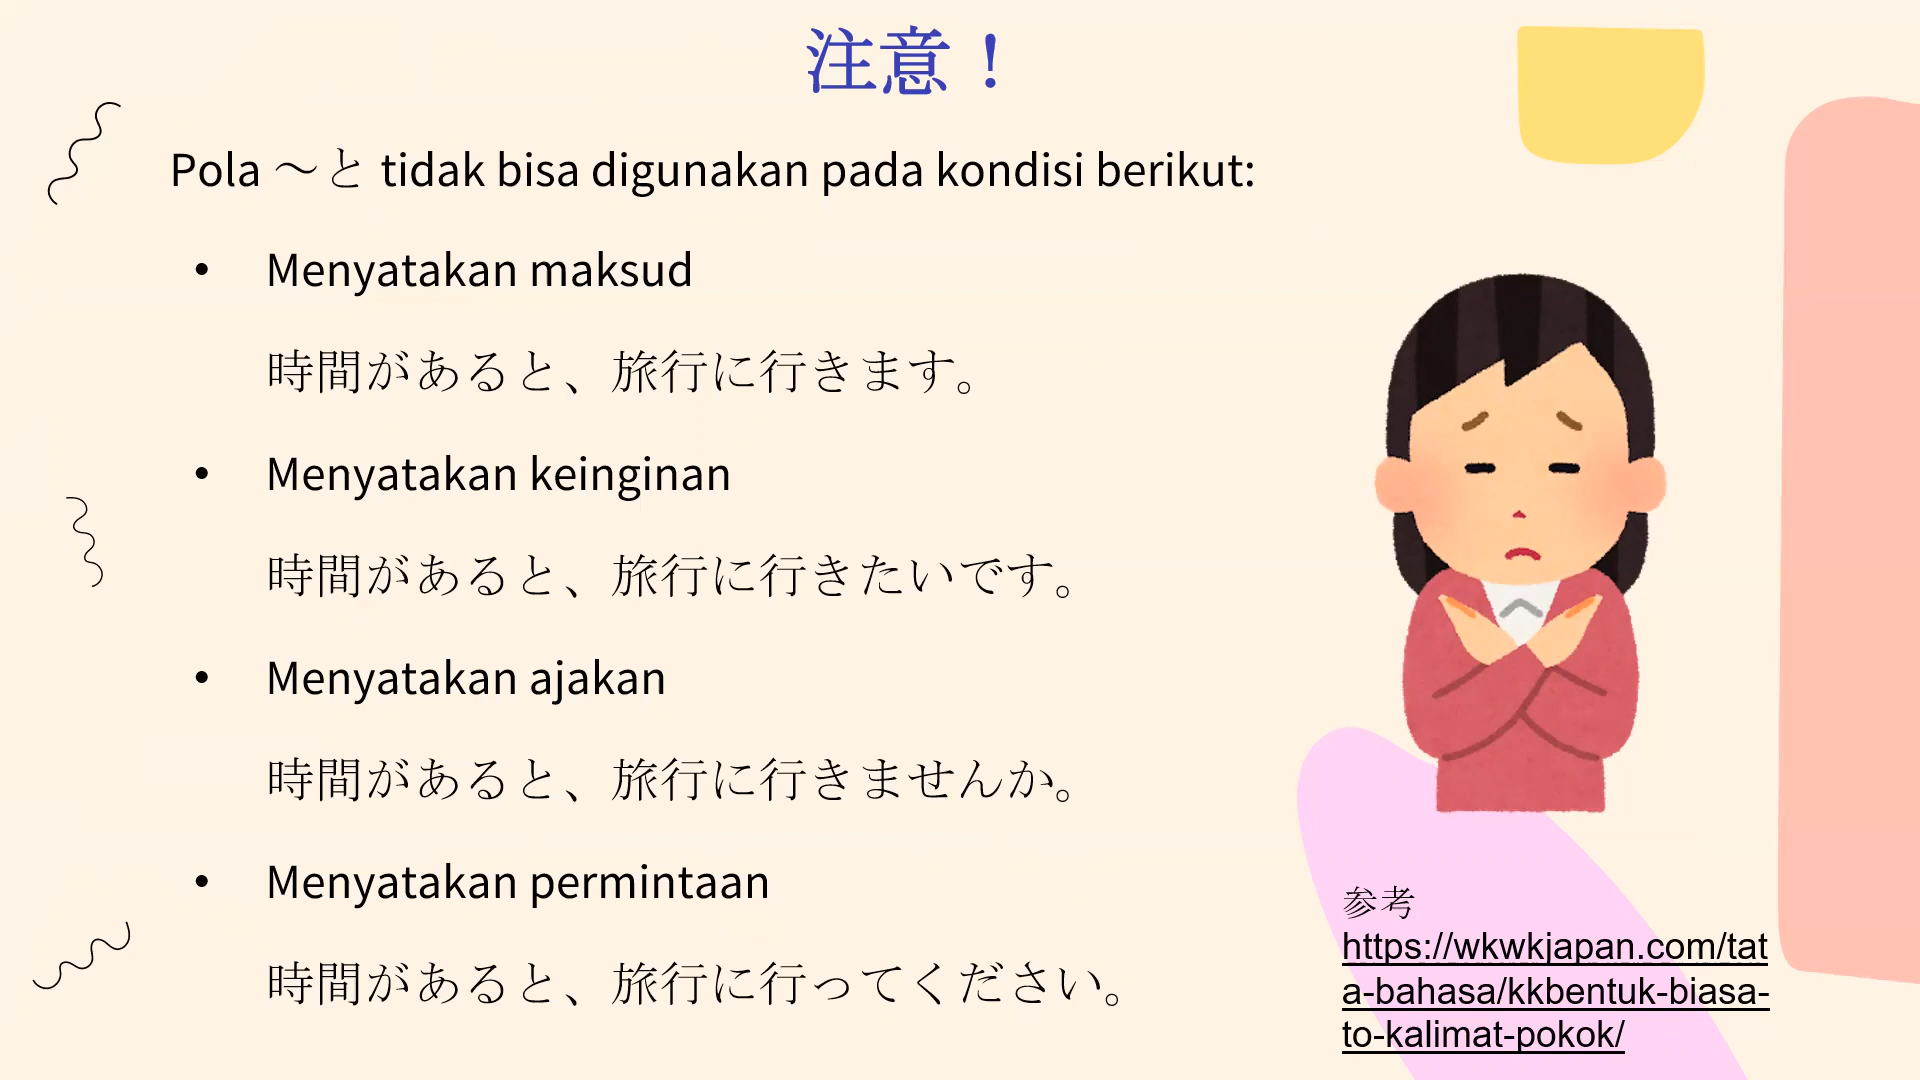 注意！
Pola ～と tidak bisa digunakan pada kondisi berikut:
• Menyatakan maksud
時間があると、旅行に行きます。
• Menyatakan keinginan
時間があると、旅行に行きたいです。
• Menyatakan ajakan
時間があると、旅行に行きませんか。
• Menyatakan permintaan
時間があると、旅行に行ってください。
参考
https://wkwkjapan.com/tat
a-bahasa/kkbentuk-biasa-
to-kalimat-pokok/